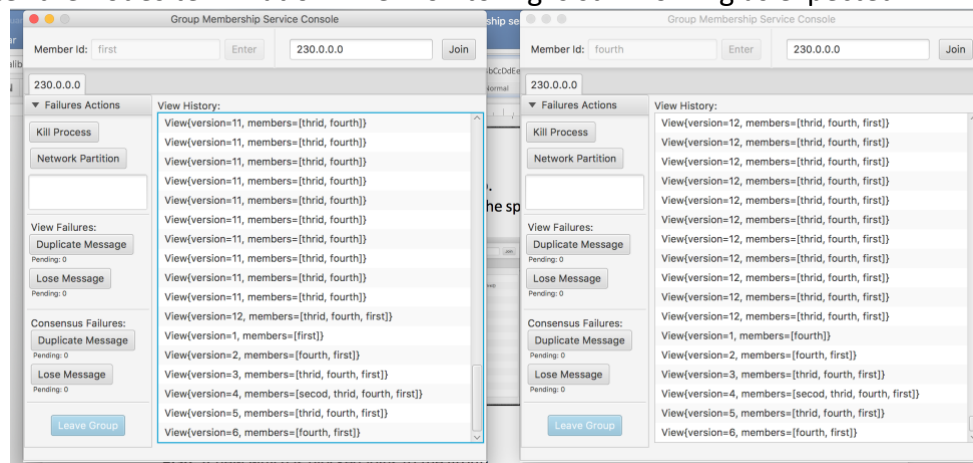 Group Membership Service Console
Member Id: first Enter 230.0.0.0 Join
230.0.0.0
▼ Failures Actions
Kill Process
Network Partition
View Failures:
Duplicate Message
Pending: 0
Lose Message
Pending: 0
Consensus Failures:
Duplicate Message
Pending: 0
Lose Message
Pending: 0
Leave Group
View History:
View{version=11, members=[thrid, fourth]}
View{version=11, members=[thrid, fourth]}
View{version=11, members=[thrid, fourth]}
View{version=11, members=[thrid, fourth]}
View{version=11, members=[thrid, fourth]}
View{version=11, members=[thrid, fourth]}
View{version=11, members=[thrid, fourth]}
View{version=11, members=[thrid, fourth]}
View{version=11, members=[thrid, fourth]}
View{version=11, members=[thrid, fourth]}
View{version=12, members=[thrid, fourth, first]}
View{version=1, members=[first]}
View{version=2, members=[fourth, first]}
View{version=3, members=[thrid, fourth, first]}
View{version=4, members=[secod, thrid, fourth, first]}
View{version=5, members=[thrid, fourth, first]}
View{version=6, members=[fourth, first]}
ship se
bCcDdEe
he sp
Group Membership Service Console
Member Id: fourth Enter 230.0.0.0 Join
230.0.0.0
▼ Failures Actions
Kill Process
Network Partition
View Failures:
Duplicate Message
Pending: 0
Lose Message
Pending: 0
Consensus Failures:
Duplicate Message
Pending: 0
Lose Message
Pending: 0
Leave Group
View History:
View{version=12, members=[thrid, fourth, first]}
View{version=12, members=[thrid, fourth, first]}
View{version=12, members=[thrid, fourth, first]}
View{version=12, members=[thrid, fourth, first]}
View{version=12, members=[thrid, fourth, first]}
View{version=12, members=[thrid, fourth, first]}
View{version=12, members=[thrid, fourth, first]}
View{version=12, members=[thrid, fourth, first]}
View{version=12, members=[thrid, fourth, first]}
View{version=12, members=[thrid, fourth, first]}
View{version=12, members=[thrid, fourth, first]}
View{version=1, members=[fourth]}
View{version=2, members=[fourth, first]}
View{version=3, members=[thrid, fourth, first]}
View{version=4, members=[secod, thrid, fourth, first]}
View{version=5, members=[thrid, fourth, first]}
View{version=6, members=[fourth, first]}